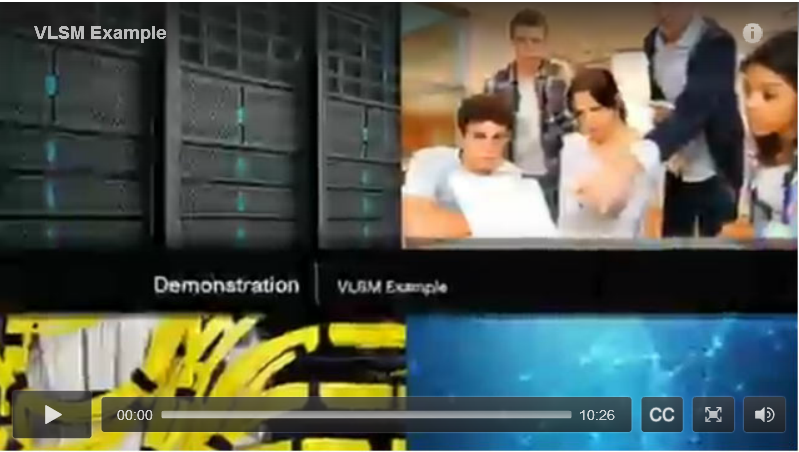 VLSM Example
Demonstration | VLSM Example
00:00 10:26 CC